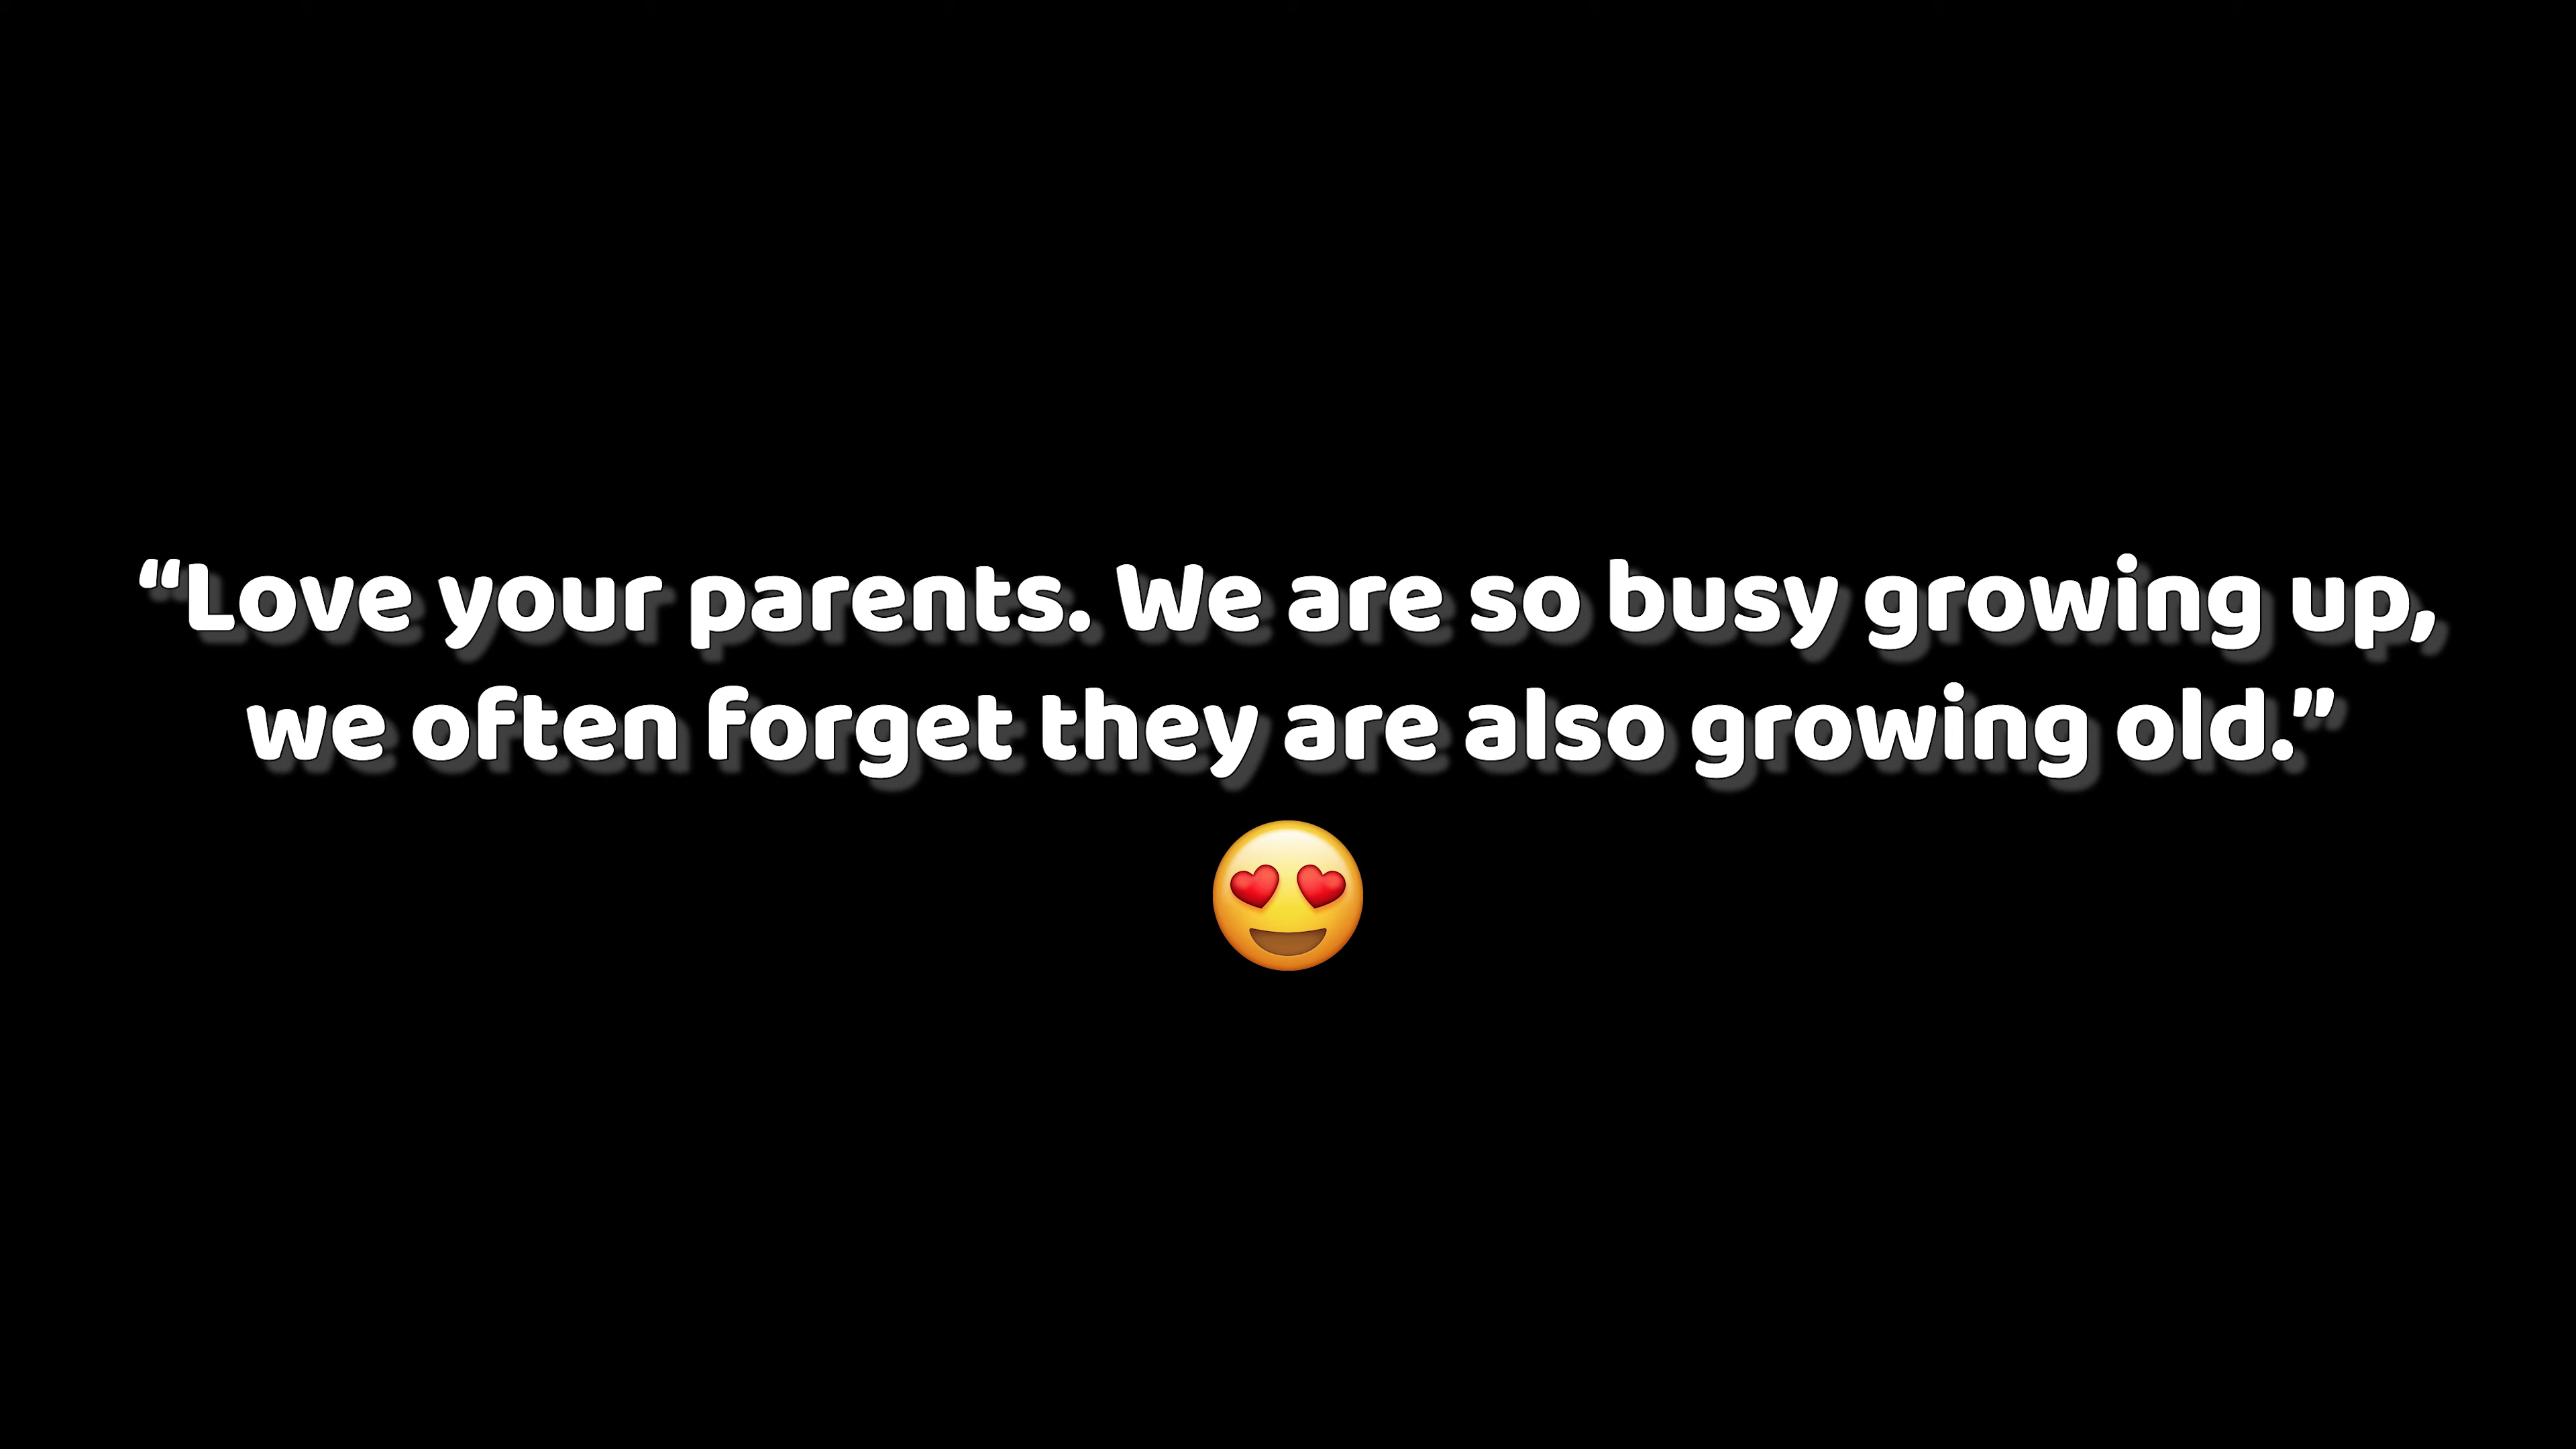 “Love your parents. We are so busy growing up,
we often forget they are also growing old.”
😍